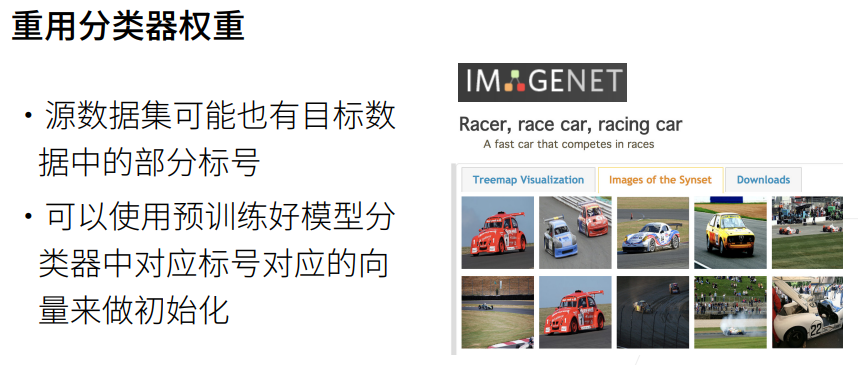 重用分类器权重
• 源数据集可能也有目标数
据中的部分标号
• 可以使用预训练好模型分
类器中对应标号对应的向
量来做初始化
IMAGENET
Racer, race car, racing car
A fast car that competes in races
Treemap Visualization
Images of the Synset
Downloads
22